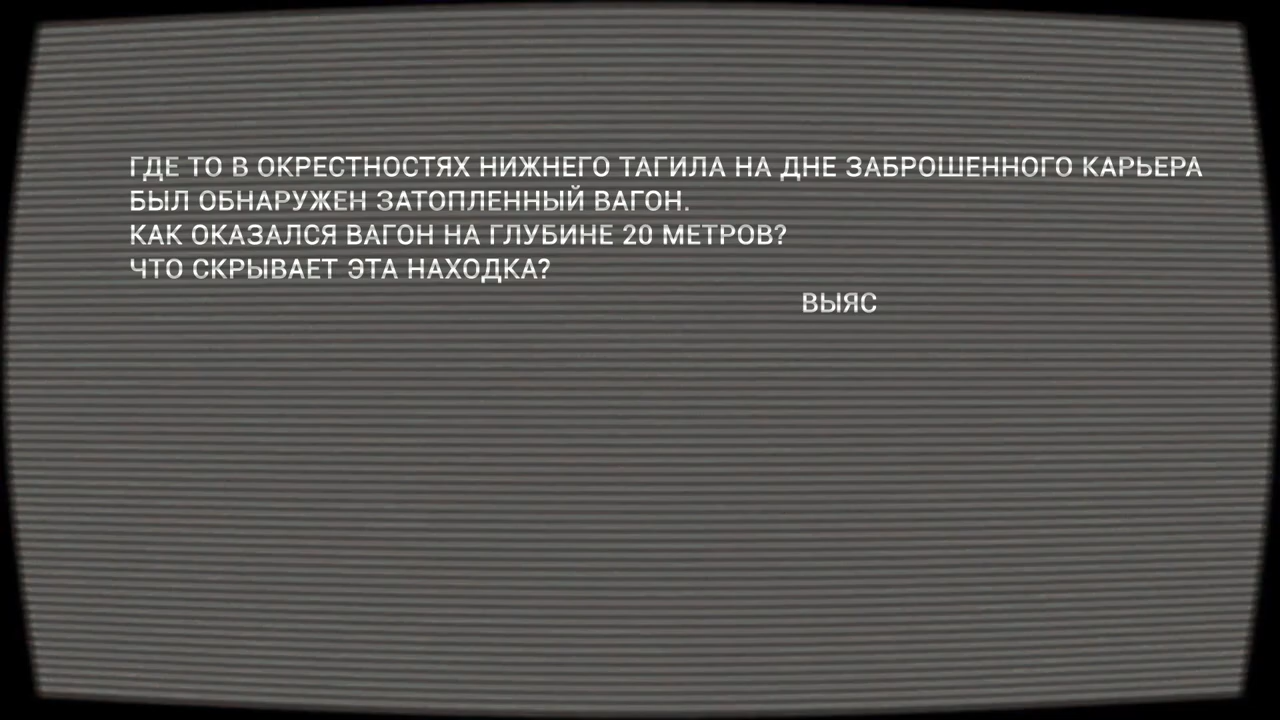 ГДЕ ТО В ОКРЕСТНОСТЯХ НИЖНЕГО ТАГИЛА НА ДНЕ ЗАБРОШЕННОГО КАРЬЕРА
БЫЛ ОБНАРУЖЕН ЗАТОПЛЕННЫЙ ВАГОН.
КАК ОКАЗАЛСЯ ВАГОН НА ГЛУБИНЕ 20 МЕТРОВ?
ЧТО СКРЫВАЕТ ЭТА НАХОДКА?
ВЫЯС